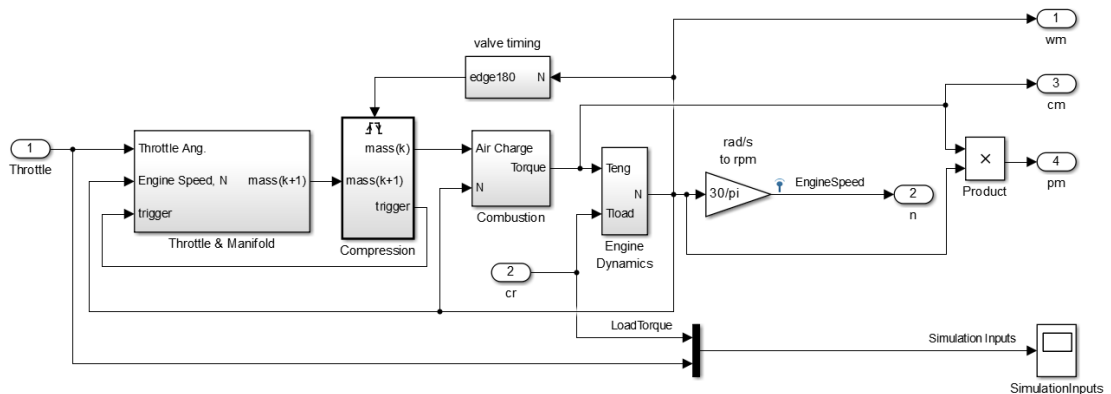 valve timing
edge180
N
1
wm
3
cm
rad/s
to rpm
1
Throttle
Throttle Ang.
Engine Speed, N
mass(k+1)
trigger
Throttle & Manifold
mass(k)
mass(k+1)
trigger
Compression
Air Charge
Torque
N
Combustion
Teng
N
Tload
Engine
Dynamics
30/pi
EngineSpeed
2
n
×
Product
4
pm
2
cr
LoadTorque
Simulation Inputs
SimulationInputs